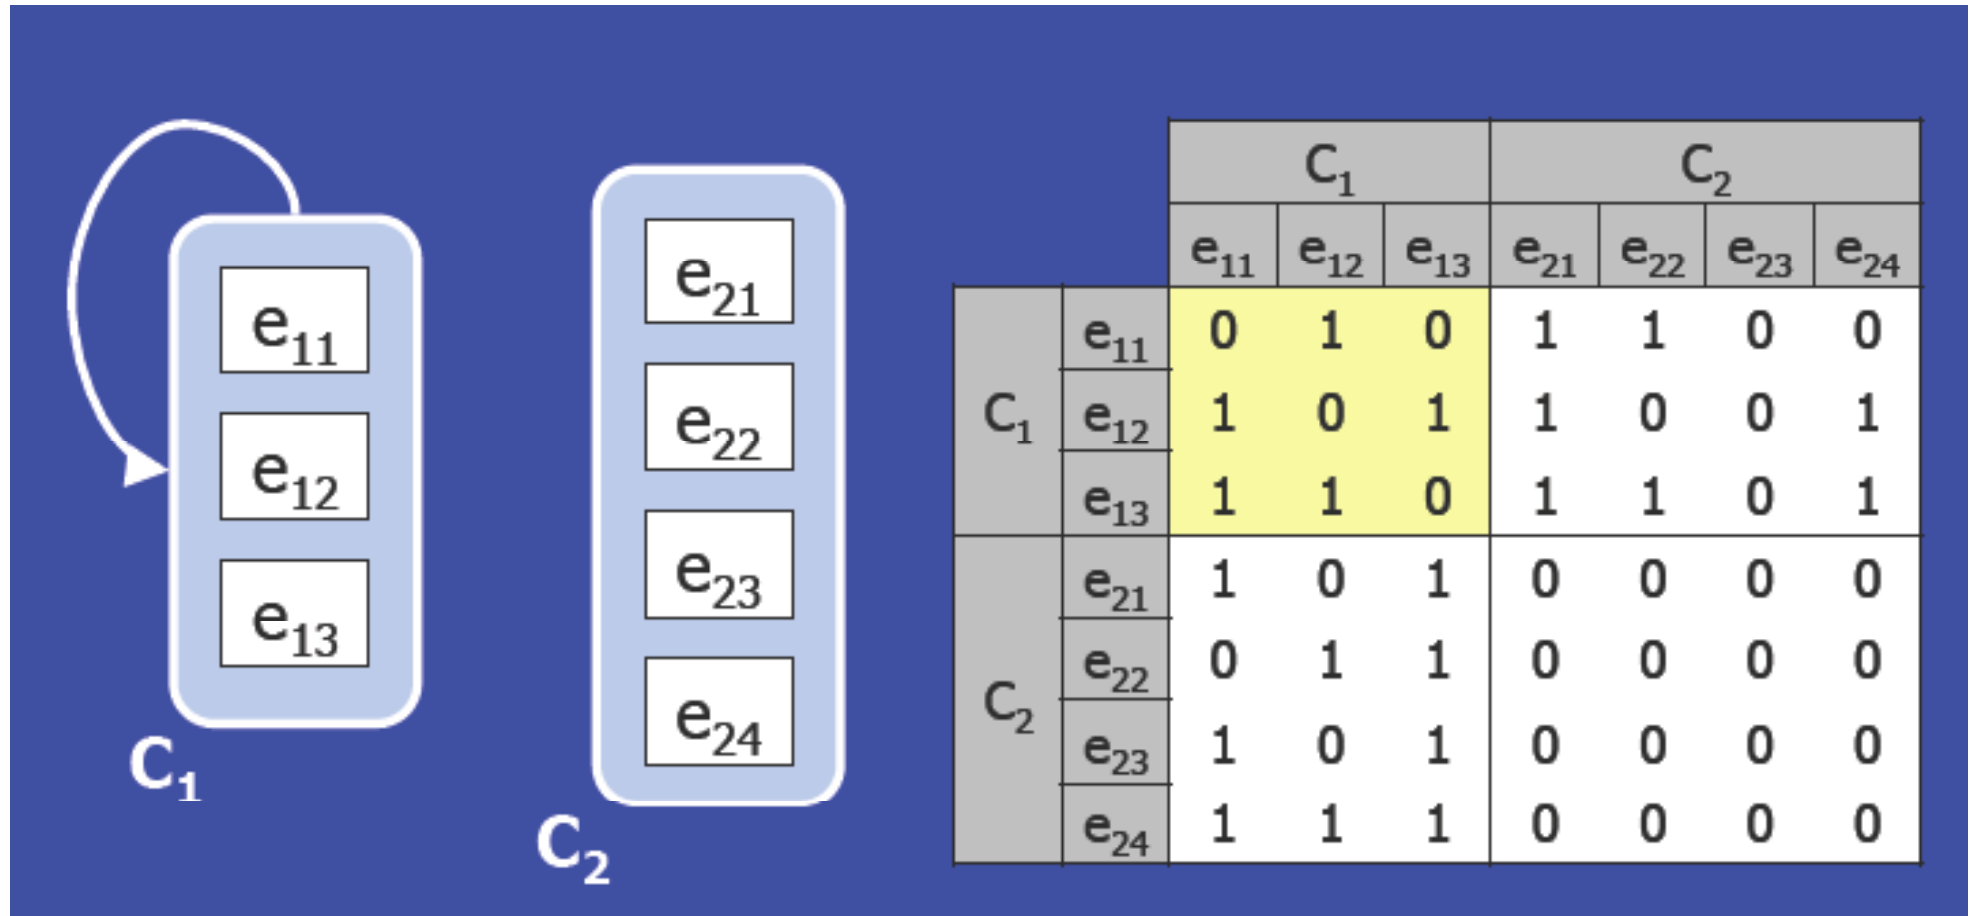 e₁₁
e₁₂
e₁₃
C₁
e₂₁
e₂₂
e₂₃
e₂₄
C₂
C₁ C₂
e₁₁ e₁₂ e₁₃ e₂₁ e₂₂ e₂₃ e₂₄
C₁
e₁₁ 0 1 0 1 1 0 0
e₁₂ 1 0 1 1 0 0 1
e₁₃ 1 1 0 1 1 0 1
C₂
e₂₁ 1 0 1 0 0 0 0
e₂₂ 0 1 1 0 0 0 0
e₂₃ 1 0 1 0 0 0 0
e₂₄ 1 1 1 0 0 0 0